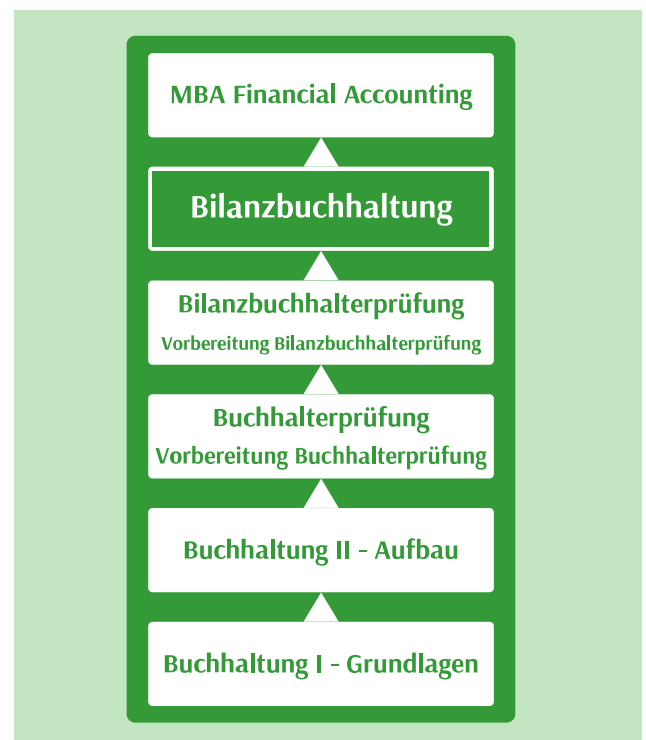 MBA Financial Accounting
Bilanzbuchhaltung
Bilanzbuchhalterprüfung
Vorbereitung Bilanzbuchhalterprüfung
Buchhalterprüfung
Vorbereitung Buchhalterprüfung
Buchhaltung II - Aufbau
Buchhaltung I - Grundlagen